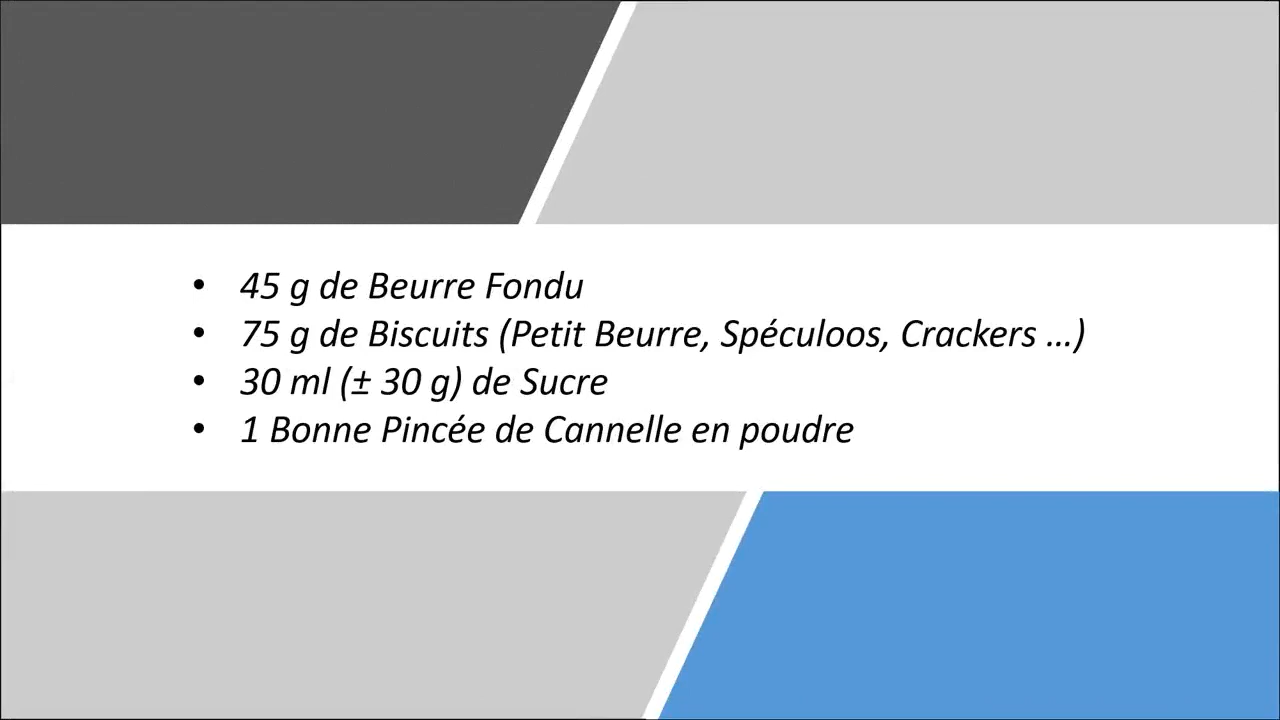 • 45 g de Beurre Fondu
• 75 g de Biscuits (Petit Beurre, Spéculoos, Crackers ...)
• 30 ml (± 30 g) de Sucre
• 1 Bonne Pincée de Cannelle en poudre